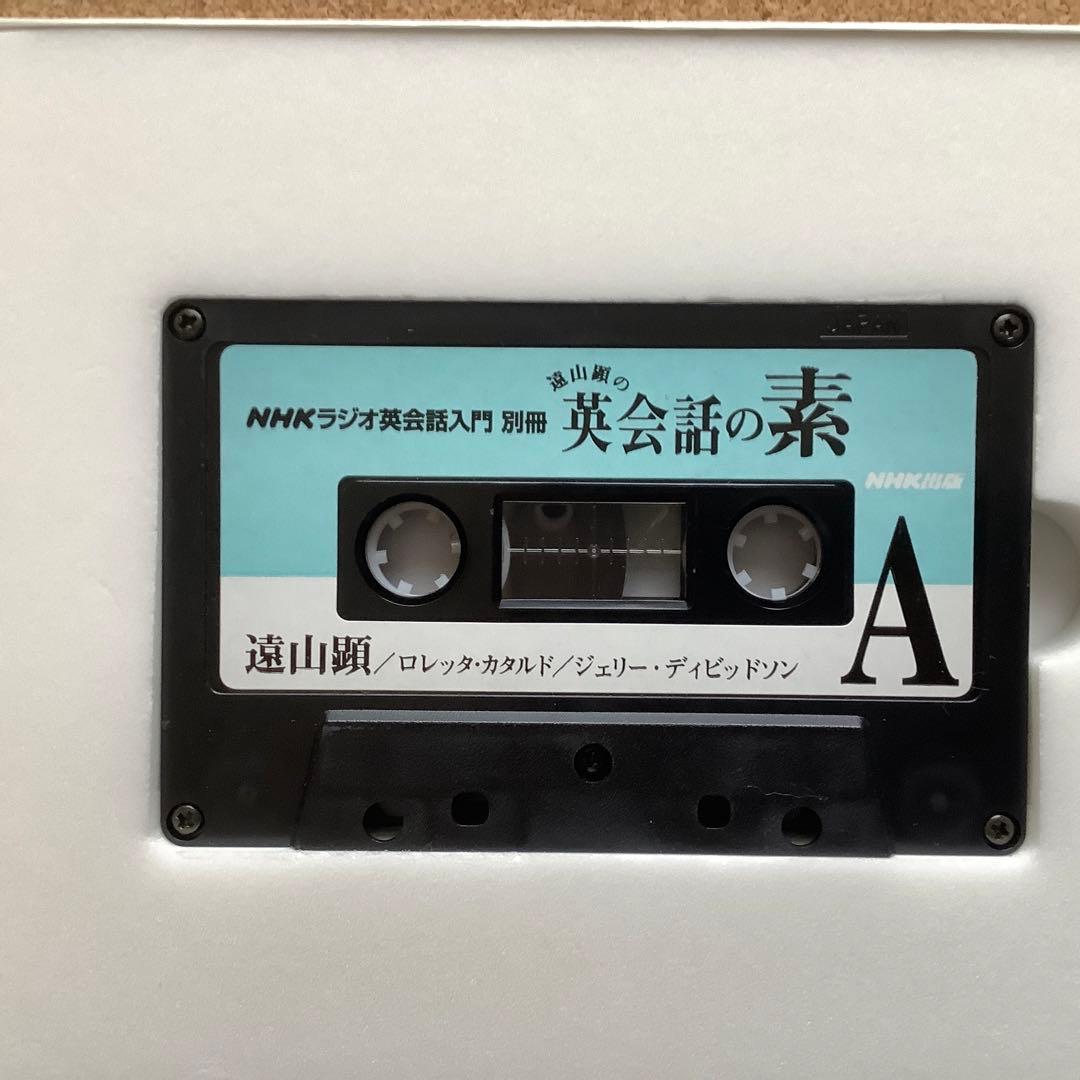 JAPAN
遠山顕の
NHKラジオ英会話入門 別冊 英会話の素
NHK出版
A
遠山顕/ロレッタ・カタルド/ジェリー・ディビッドソン